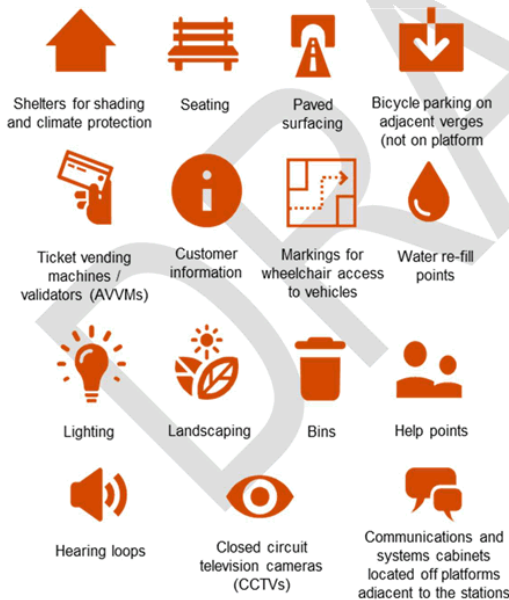 Shelters for shading
and climate protection
Seating
Paved
surfacing
Bicycle parking on
adjacent verges
(not on platform
Ticket vending
machines /
validators (AVVMs)
Customer
information
Markings for
wheelchair access
to vehicles
Water re-fill
points
Lighting
Landscaping
Bins
Help points
Hearing loops
Closed circuit
television cameras
(CCTVs)
Communications and
systems cabinets
located off platforms
adjacent to the stations
DRA